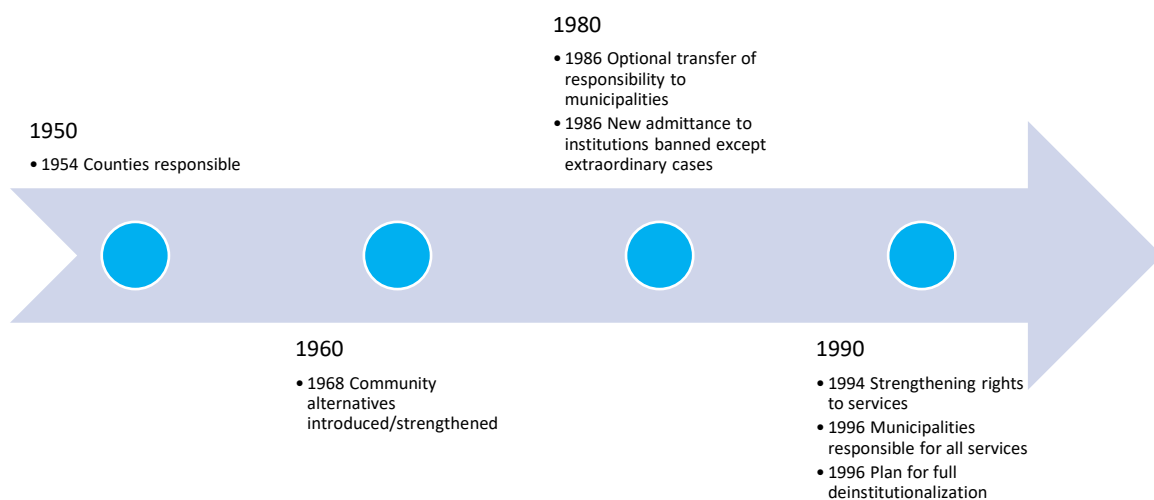 1950
• 1954 Counties responsible
1960
• 1968 Community
alternatives
introduced/strengthened
1980
• 1986 Optional transfer of
responsibility to
municipalities
• 1986 New admittance to
institutions banned except
extraordinary cases
1990
• 1994 Strengthening rights
to services
• 1996 Municipalities
responsible for all services
• 1996 Plan for full
deinstitutionalization